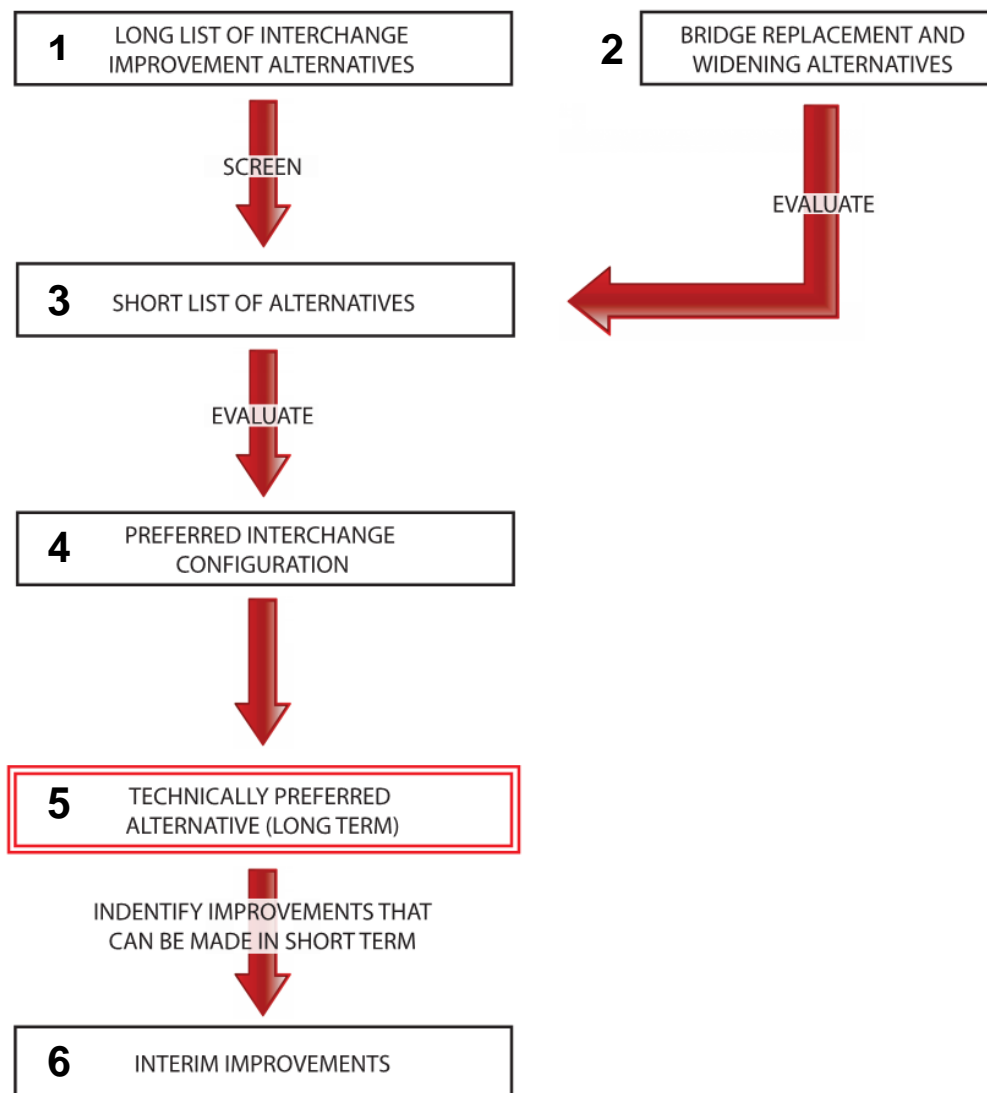 1 LONG LIST OF INTERCHANGE
IMPROVEMENT ALTERNATIVES
2 BRIDGE REPLACEMENT AND
WIDENING ALTERNATIVES
SCREEN
EVALUATE
3 SHORT LIST OF ALTERNATIVES
EVALUATE
4 PREFERRED INTERCHANGE
CONFIGURATION
5 TECHNICALLY PREFERRED
ALTERNATIVE (LONG TERM)
INDENTIFY IMPROVEMENTS THAT
CAN BE MADE IN SHORT TERM
6 INTERIM IMPROVEMENTS